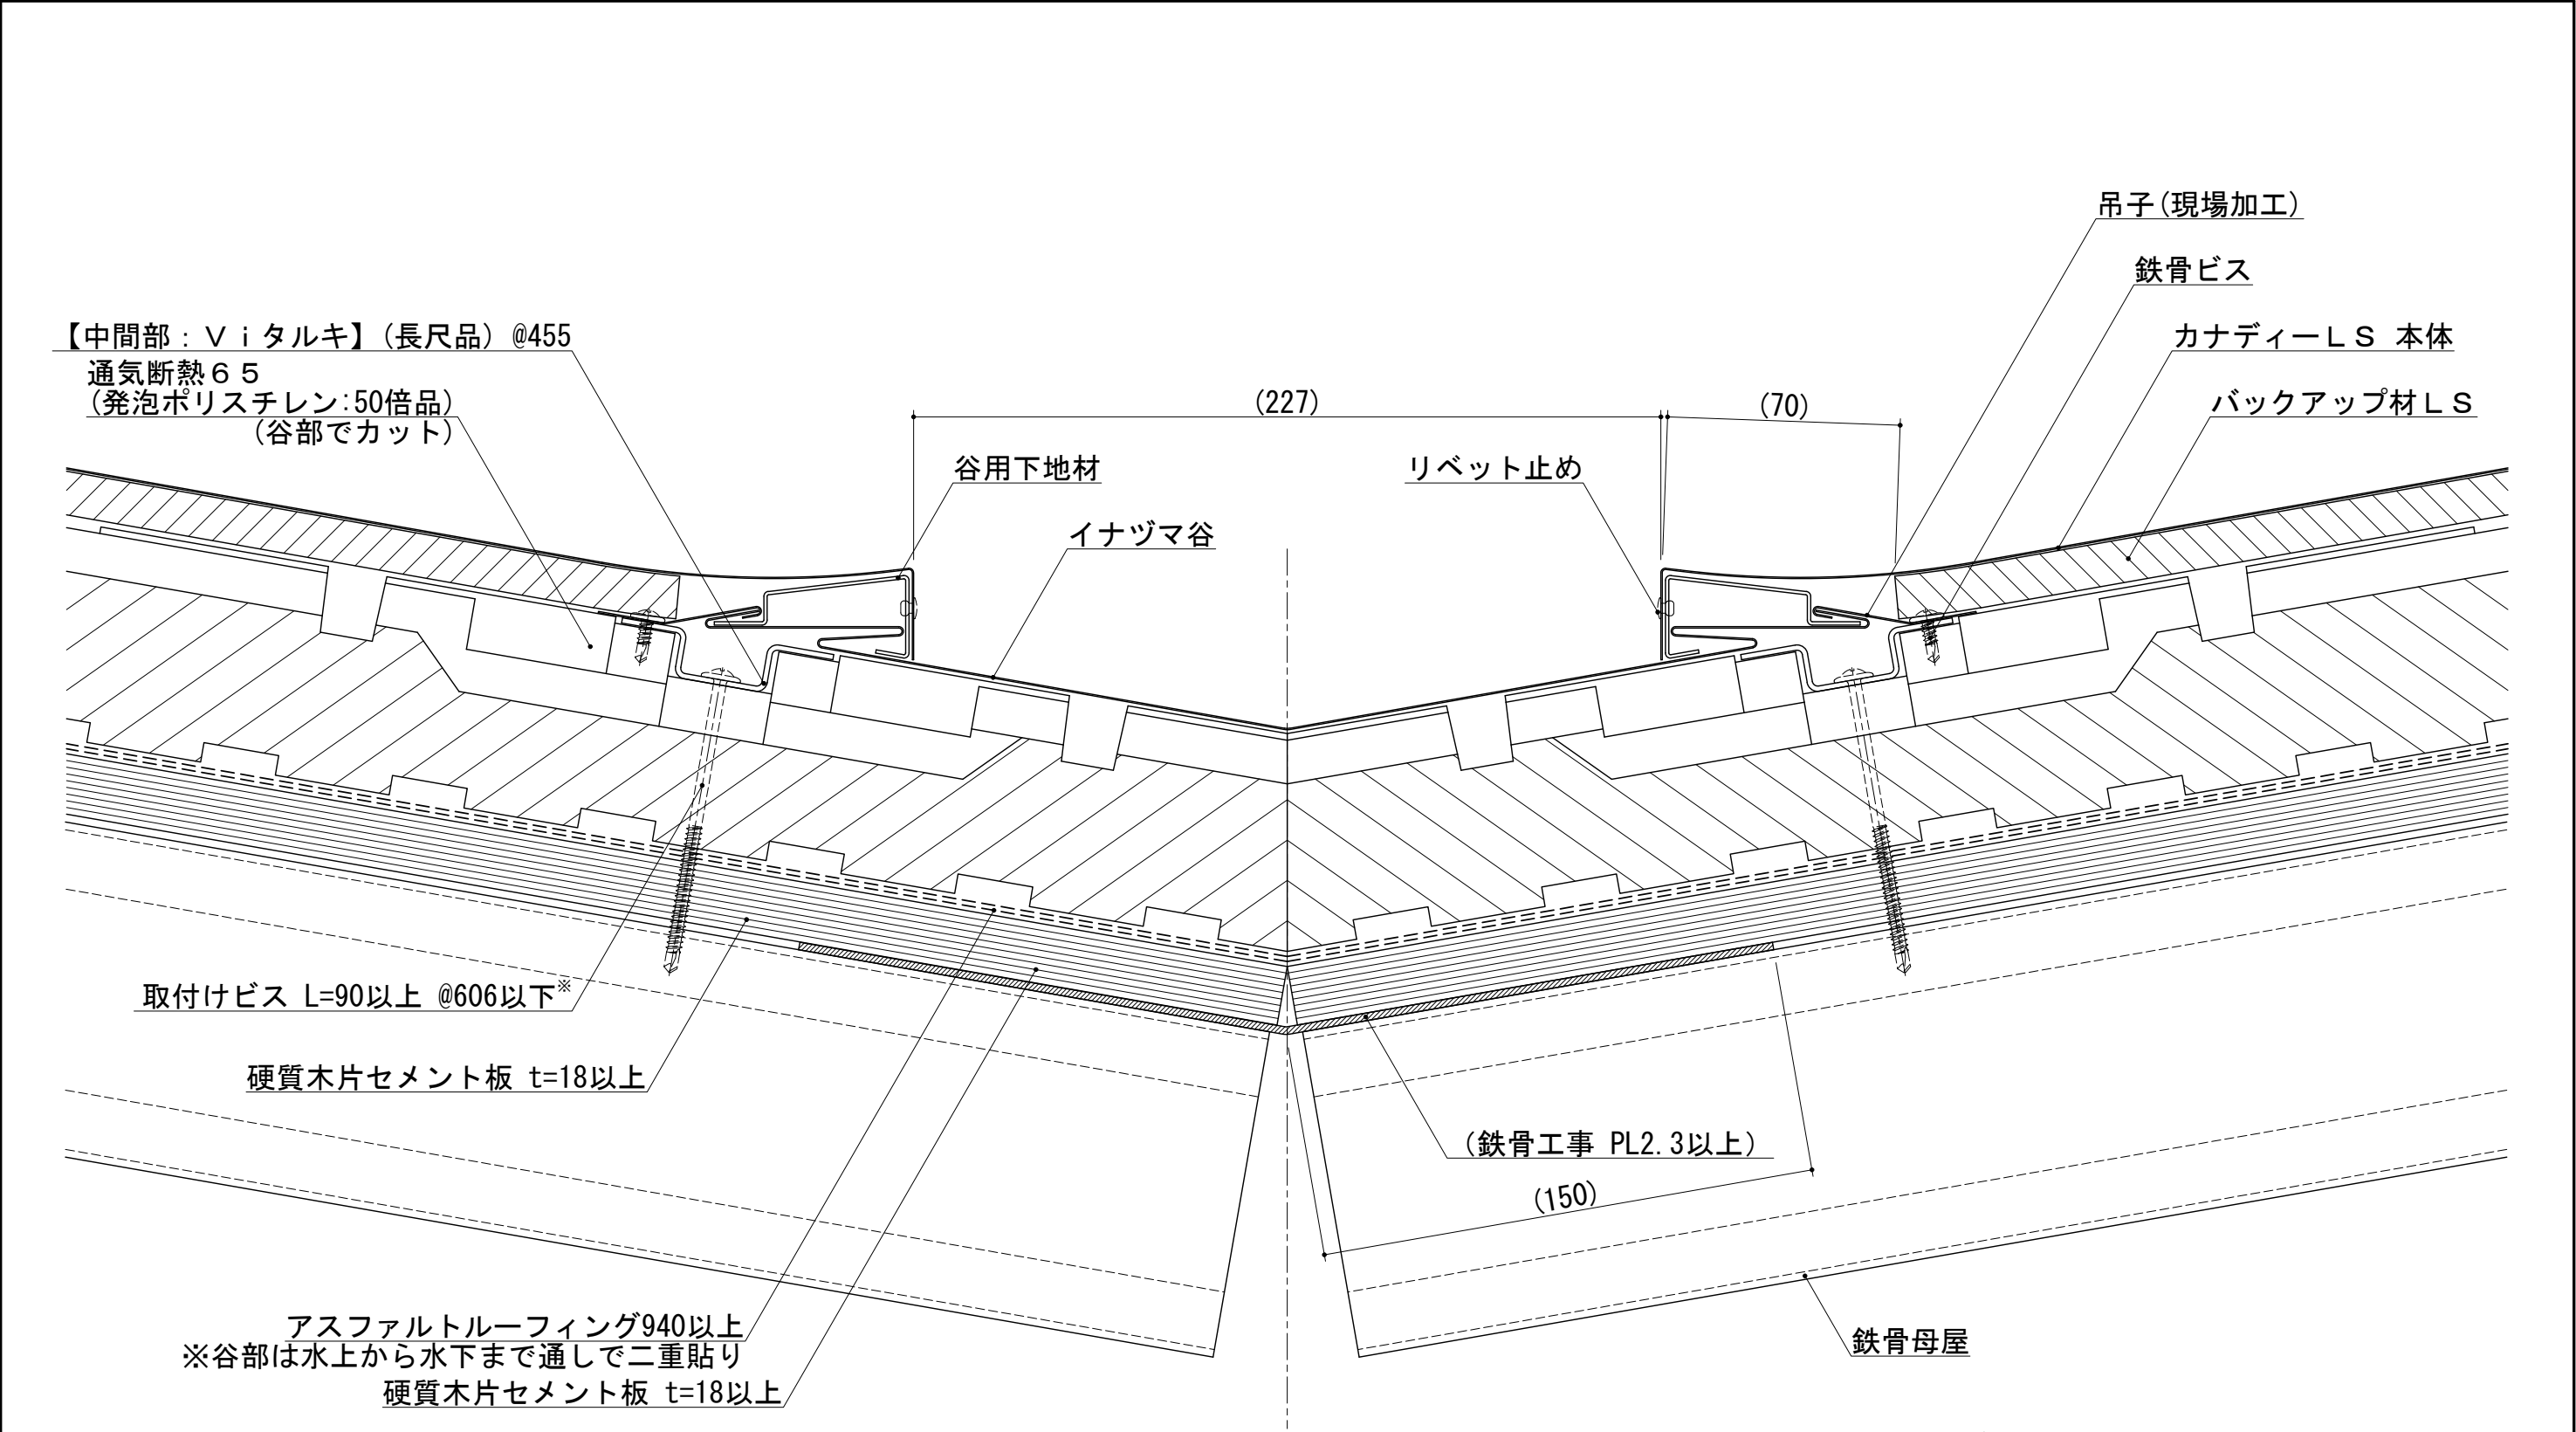 吊子(現場加工)
鉄骨ビス
【中間部：Ｖｉタルキ】(長尺品) @455
カナディーＬＳ 本体
通気断熱６５
(発泡ポリスチレン:50倍品)
(谷部でカット)
(227)
(70)
バックアップ材ＬＳ
谷用下地材
リベット止め
イナヅマ谷
取付けビス L=90以上 @606以下※
硬質木片セメント板 t=18以上
(鉄骨工事 PL2.3以上)
(150)
アスファルトルーフィング940以上
※谷部は水上から水下まで通しで二重貼り
鉄骨母屋
硬質木片セメント板 t=18以上